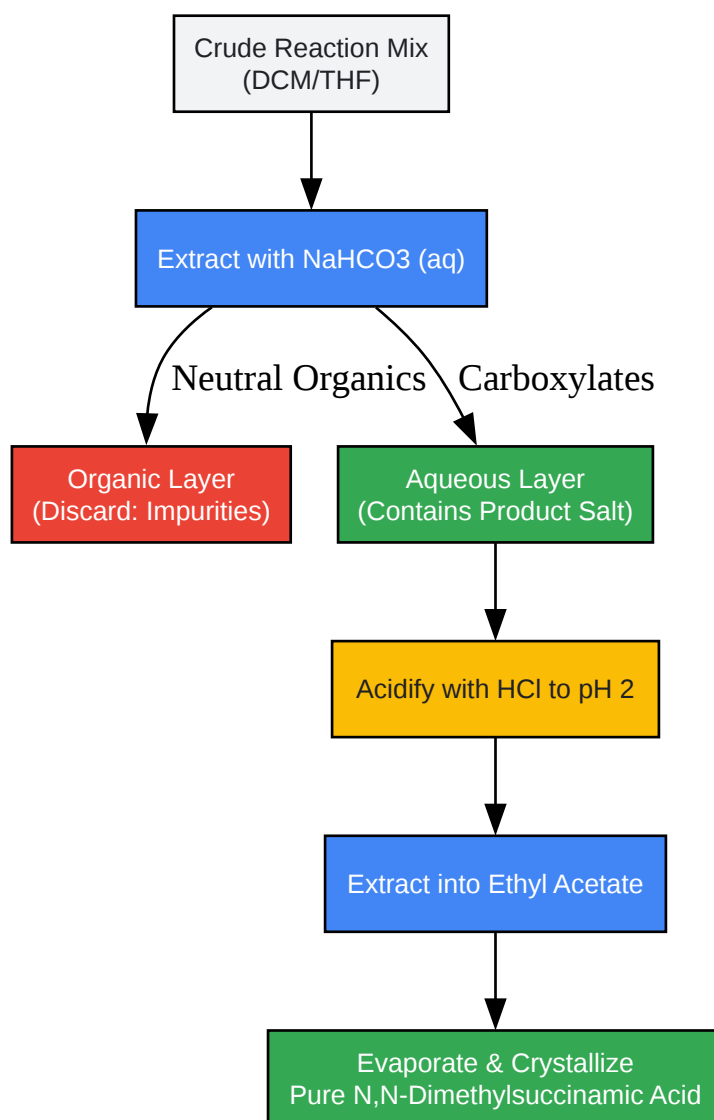 Crude Reaction Mix
(DCM/THF)
Extract with NaHCO3 (aq)
Neutral Organics
Carboxylates
Organic Layer
(Discard: Impurities)
Aqueous Layer
(Contains Product Salt)
Acidify with HCl to pH 2
Extract into Ethyl Acetate
Evaporate & Crystallize
Pure N,N-Dimethylsuccinamic Acid